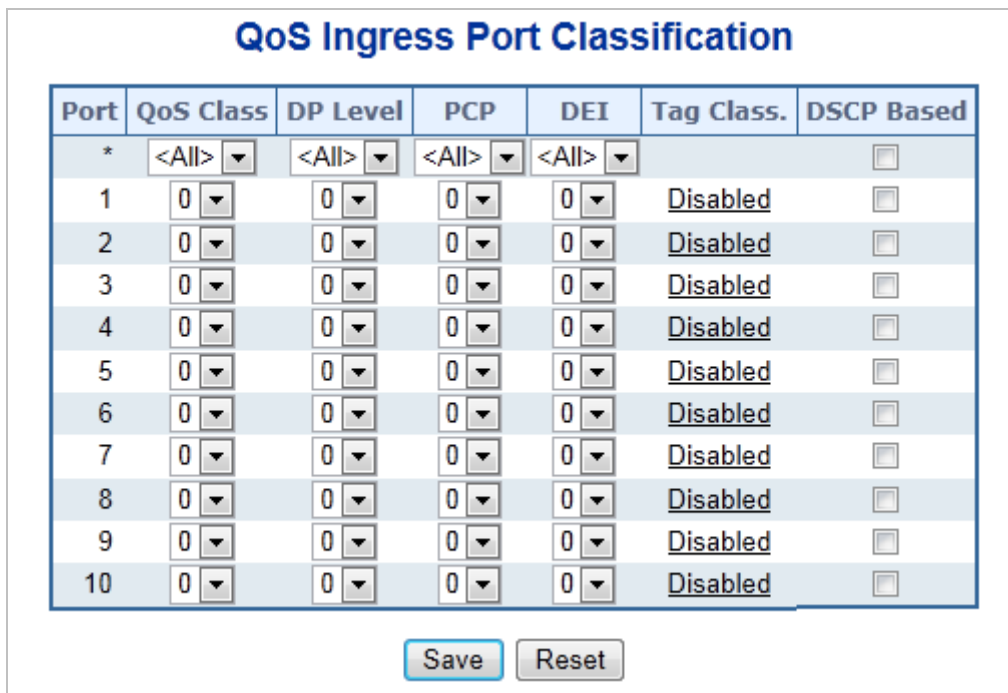 QoS Ingress Port Classification
Port QoS Class DP Level PCP DEI Tag Class. DSCP Based
* <All> <All> <All> <All>
1 0 0 0 0 Disabled
2 0 0 0 0 Disabled
3 0 0 0 0 Disabled
4 0 0 0 0 Disabled
5 0 0 0 0 Disabled
6 0 0 0 0 Disabled
7 0 0 0 0 Disabled
8 0 0 0 0 Disabled
9 0 0 0 0 Disabled
10 0 0 0 0 Disabled
Save Reset